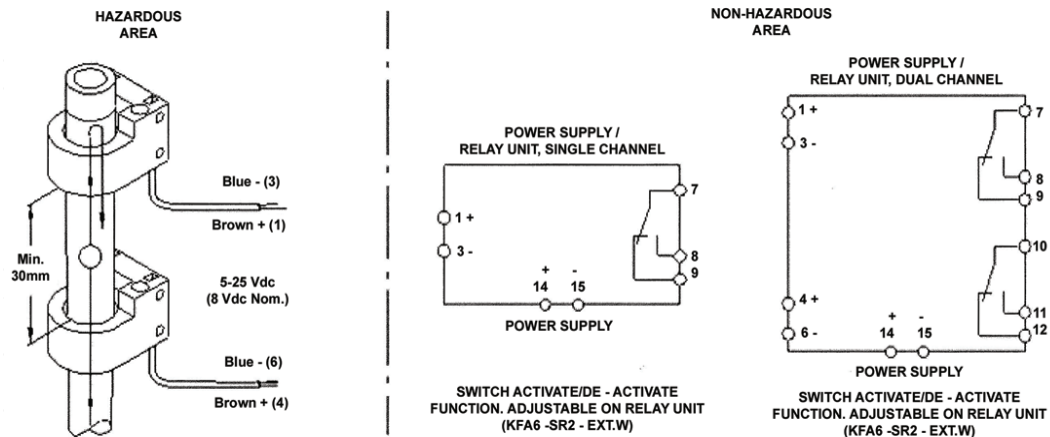 HAZARDOUS
AREA
Blue - (3)
Brown + (1)
Min.
30mm
5-25 Vdc
(8 Vdc Nom.)
Blue - (6)
Brown + (4)
NON-HAZARDOUS
AREA
POWER SUPPLY /
RELAY UNIT, SINGLE CHANNEL
1 +
3 -
7
8
9
+ -
14 15
POWER SUPPLY
SWITCH ACTIVATE/DE - ACTIVATE
FUNCTION. ADJUSTABLE ON RELAY UNIT
(KFA6 -SR2 - EXT.W)
POWER SUPPLY /
RELAY UNIT, DUAL CHANNEL
1 +
3 -
7
8
9
10
4 +
6 -
11
12
+ -
14 15
POWER SUPPLY
SWITCH ACTIVATE/DE - ACTIVATE
FUNCTION. ADJUSTABLE ON RELAY UNIT
(KFA6 -SR2 - EXT.W)